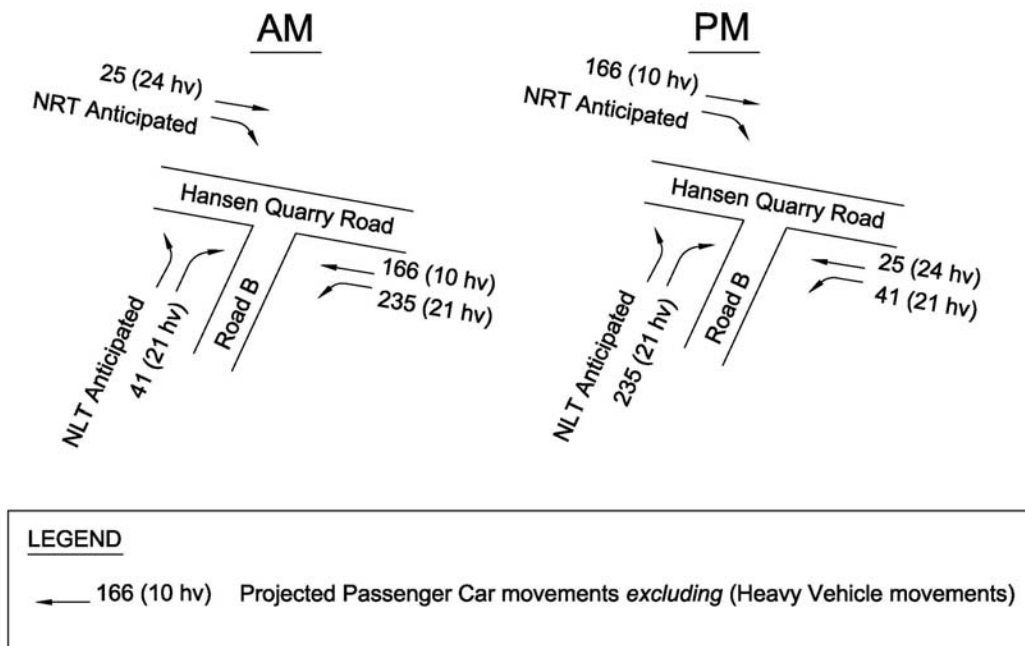 AM
25 (24 hv)
NRT Anticipated
Hansen Quarry Road
166 (10 hv)
235 (21 hv)
Road B
NLT Anticipated
41 (21 hv)
PM
166 (10 hv)
NRT Anticipated
Hansen Quarry Road
25 (24 hv)
41 (21 hv)
Road B
NLT Anticipated
235 (21 hv)
LEGEND
166 (10 hv) Projected Passenger Car movements excluding (Heavy Vehicle movements)